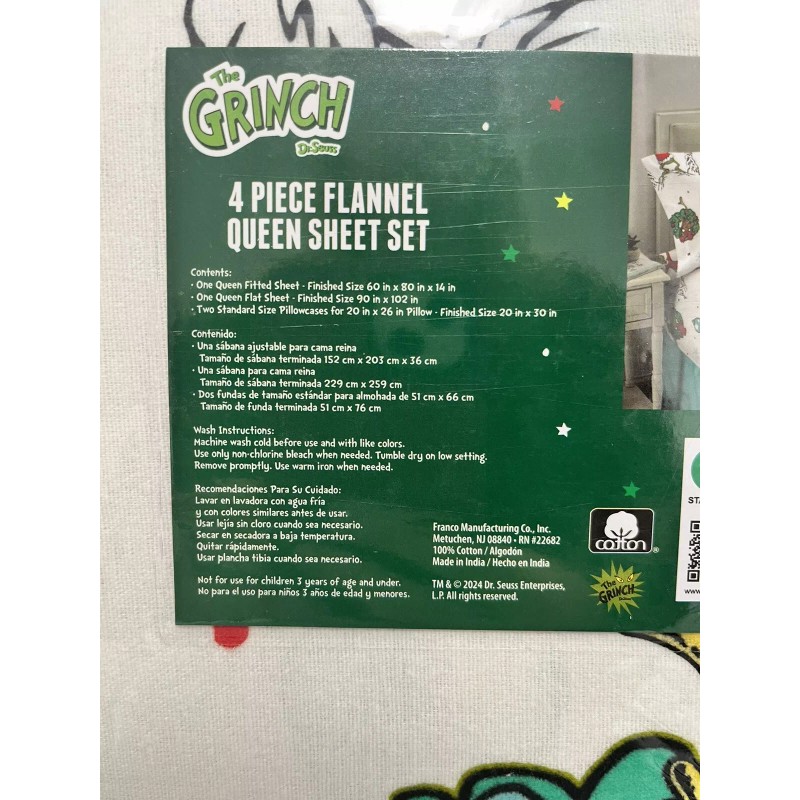 The
GRINCH
Dr. Seuss
4 PIECE FLANNEL
QUEEN SHEET SET
Contents:
· One Queen Fitted Sheet - Finished Size 60 in x 80 in x 14 in
· One Queen Flat Sheet - Finished Size 90 in x 102 in
· Two Standard Size Pillowcases for 20 in x 26 in Pillow - Finished Size 20 in x 30 in
Contenido:
· Una sábana ajustable para cama reina
Tamaño de sábana terminada 152 cm x 203 cm x 36 cm
· Una sábana para cama reina
Tamaño de sábana terminada 229 cm x 259 cm
· Dos fundas de tamaño estándar para almohada de 51 cm x 66 cm
Tamaño de funda terminada 51 cm x 76 cm
Wash Instructions:
Machine wash cold before use and with like colors.
Use only non-chlorine bleach when needed. Tumble dry on low setting.
Remove promptly. Use warm iron when needed.
Recomendaciones Para Su Cuidado:
Lavar en lavadora con agua fría
y con colores similares antes de usar.
Usar lejía sin cloro cuando sea necesario.
Secar en secadora a baja temperatura.
Quitar rápidamente.
Usar plancha tibia cuando sea necesario.
Not for use for children 3 years of age and under.
No para el uso para niños 3 años de edad y menores.
Franco Manufacturing Co., Inc.
Metuchen, NJ 08840 • RN #22682
100% Cotton / Algodón
Made in India / Hecho en India
TM & © 2024 Dr. Seuss Enterprises,
L.P. All rights reserved.
cotton®
The
GRINCH
STA
www